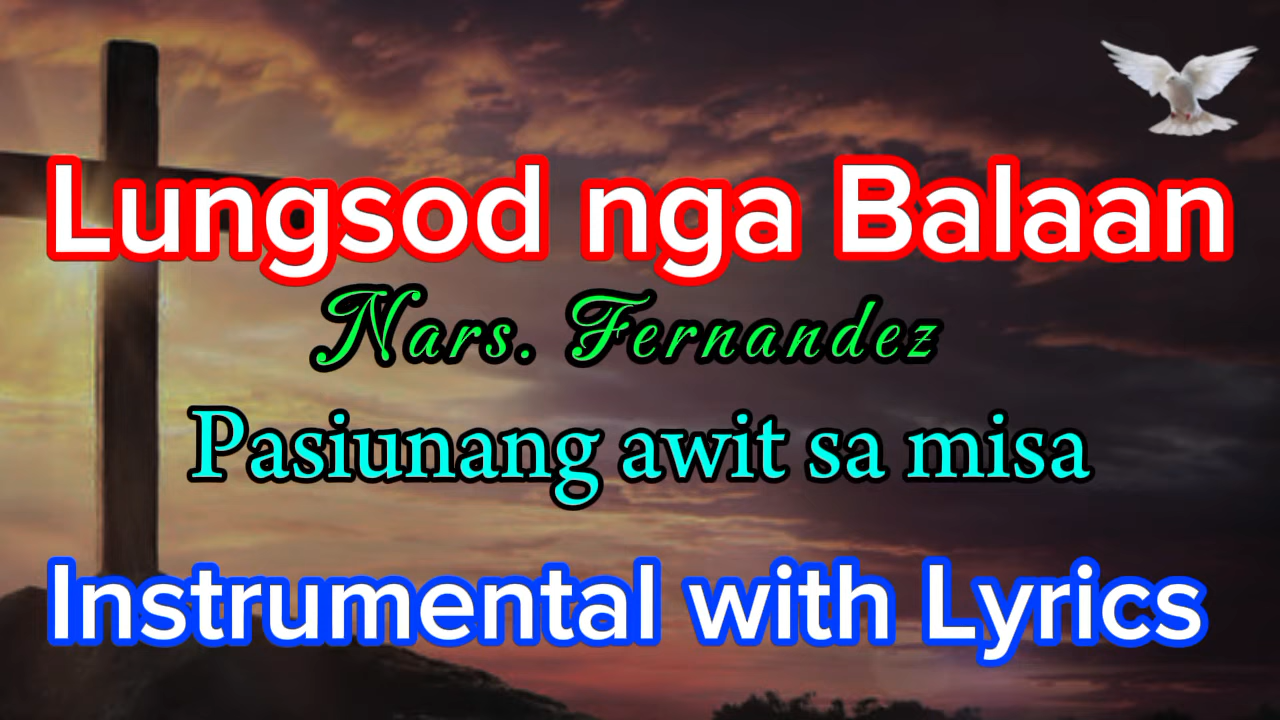 Lungsod nga Balaan
Nars. Fernandez
Pasiunang awit sa misa
Instrumental with Lyrics